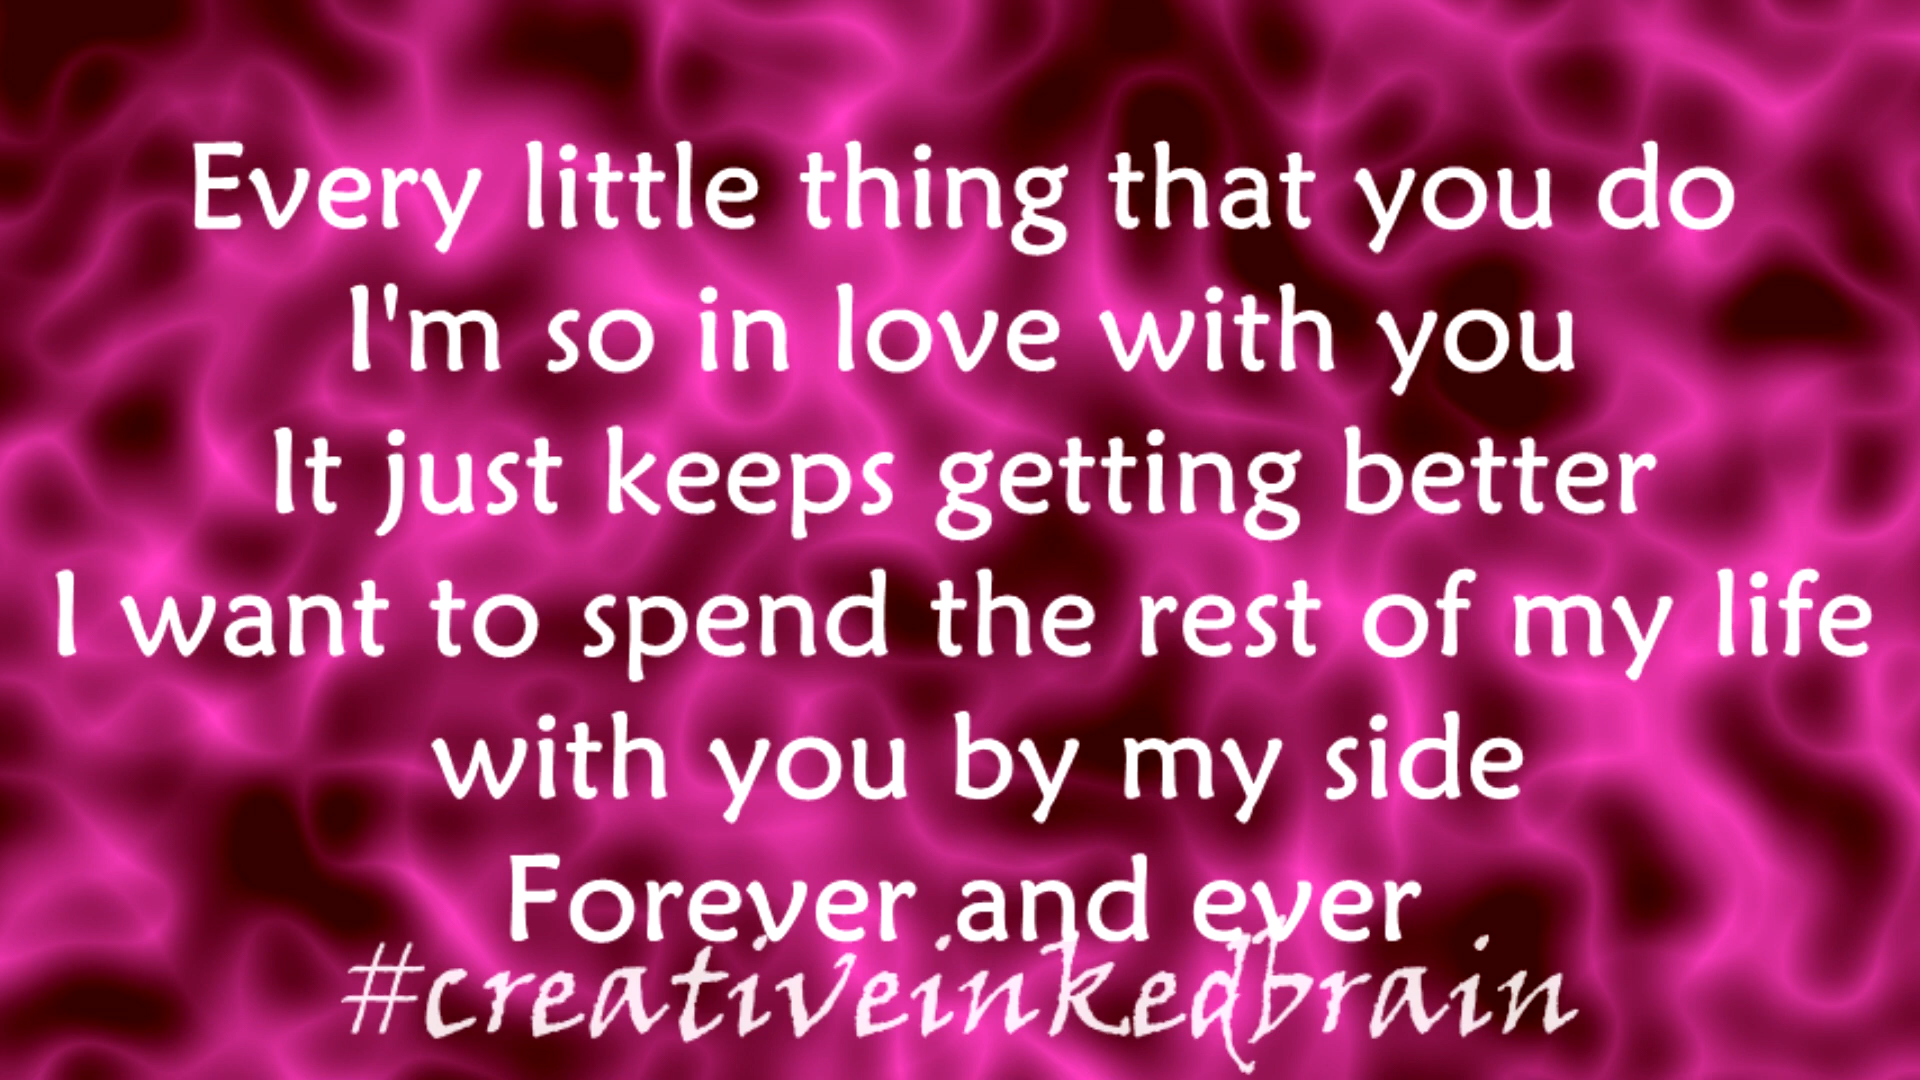 Every little thing that you do
I'm so in love with you
It just keeps getting better
I want to spend the rest of my life
with you by my side
Forever and ever
#creativeinkedbrain